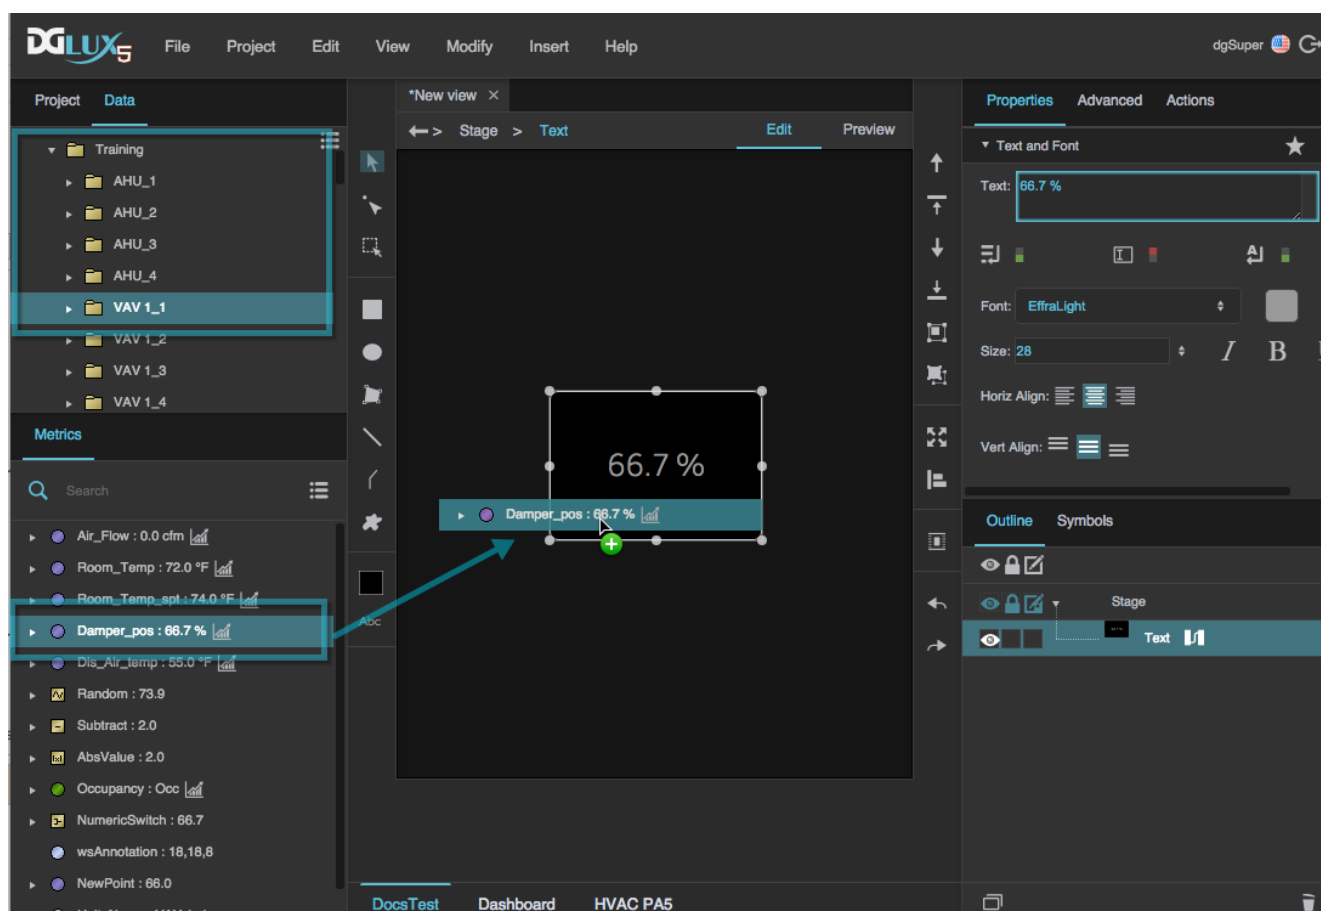 DGLUX5
File Project Edit View Modify Insert Help
dgSuper
Project Data
Training
AHU_1
AHU_2
AHU_3
AHU_4
VAV 1_1
VAV 1_2
VAV 1_3
VAV 1_4
Metrics
Search
Air_Flow : 0.0 cfm
Room_Temp : 72.0 °F
Room_Temp_spt : 74.0 °F
Damper_pos : 66.7 %
Dis_Air_temp : 55.0 °F
Random : 73.9
Subtract : 2.0
AbsValue : 2.0
Occupancy : Occ
NumericSwitch : 66.7
wsAnnotation : 18,18,8
NewPoint : 66.0
*New view ×
Stage > Text
Edit Preview
Abc
66.7 %
Damper_pos : 66.7 %
DocsTest Dashboard HVAC PA5
Properties Advanced Actions
Text and Font
Text: 66.7 %
Font: EffraLight
Size: 28 I B
Horiz Align:
Vert Align:
Outline Symbols
Stage
Text